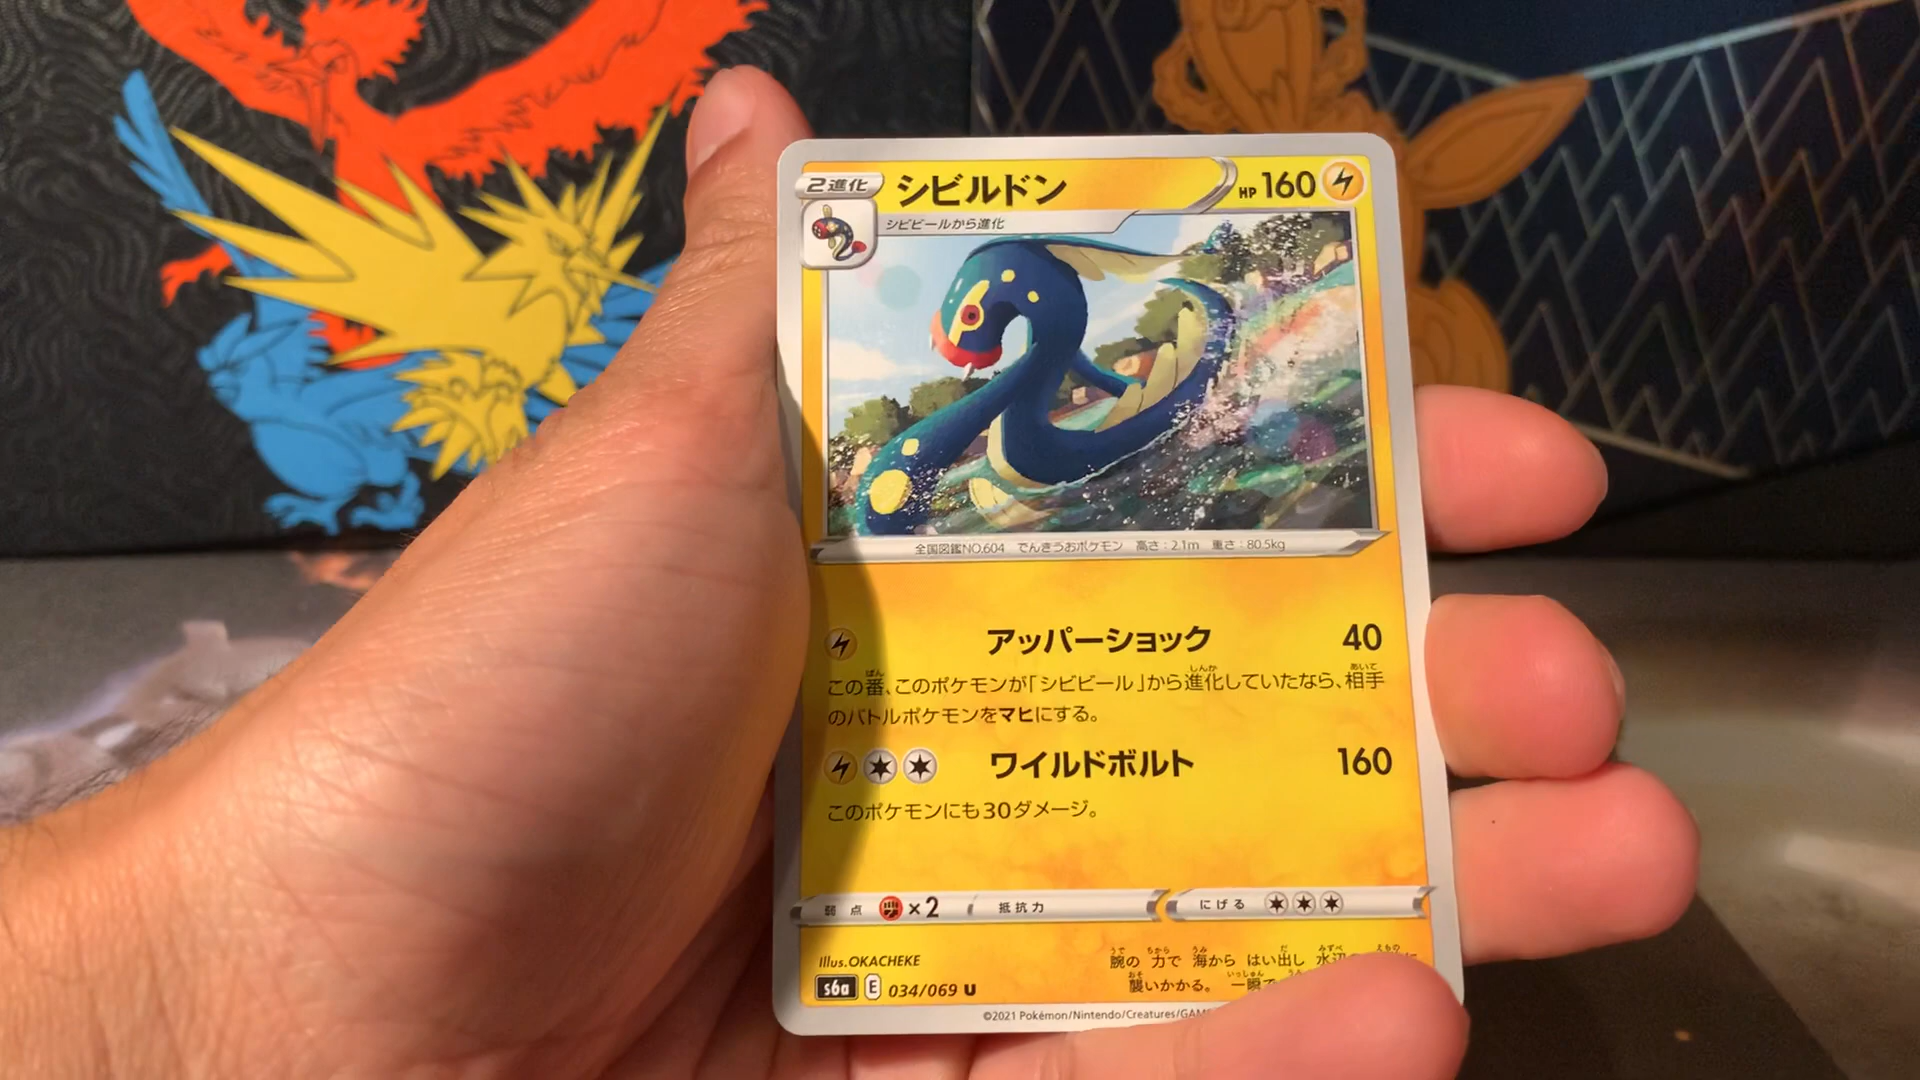 2進化 シビルドン HP 160
シビビールから進化
全国図鑑NO.604 でんきうおポケモン 高さ:2.1m 重さ:80.5kg
アッパーショック 40
この番、このポケモンが「シビビール」から進化していたなら、相手
のバトルポケモンをマヒにする。
ワイルドボルト 160
このポケモンにも30ダメージ。
弱点 ×2 抵抗力 にげる
Illus.OKACHEKE
腕の 力で 海から はい出し 水辺の
襲いかかる。 一瞬で
s6a E 034/069 U
©2021 Pokémon/Nintendo/Creatures/GAM